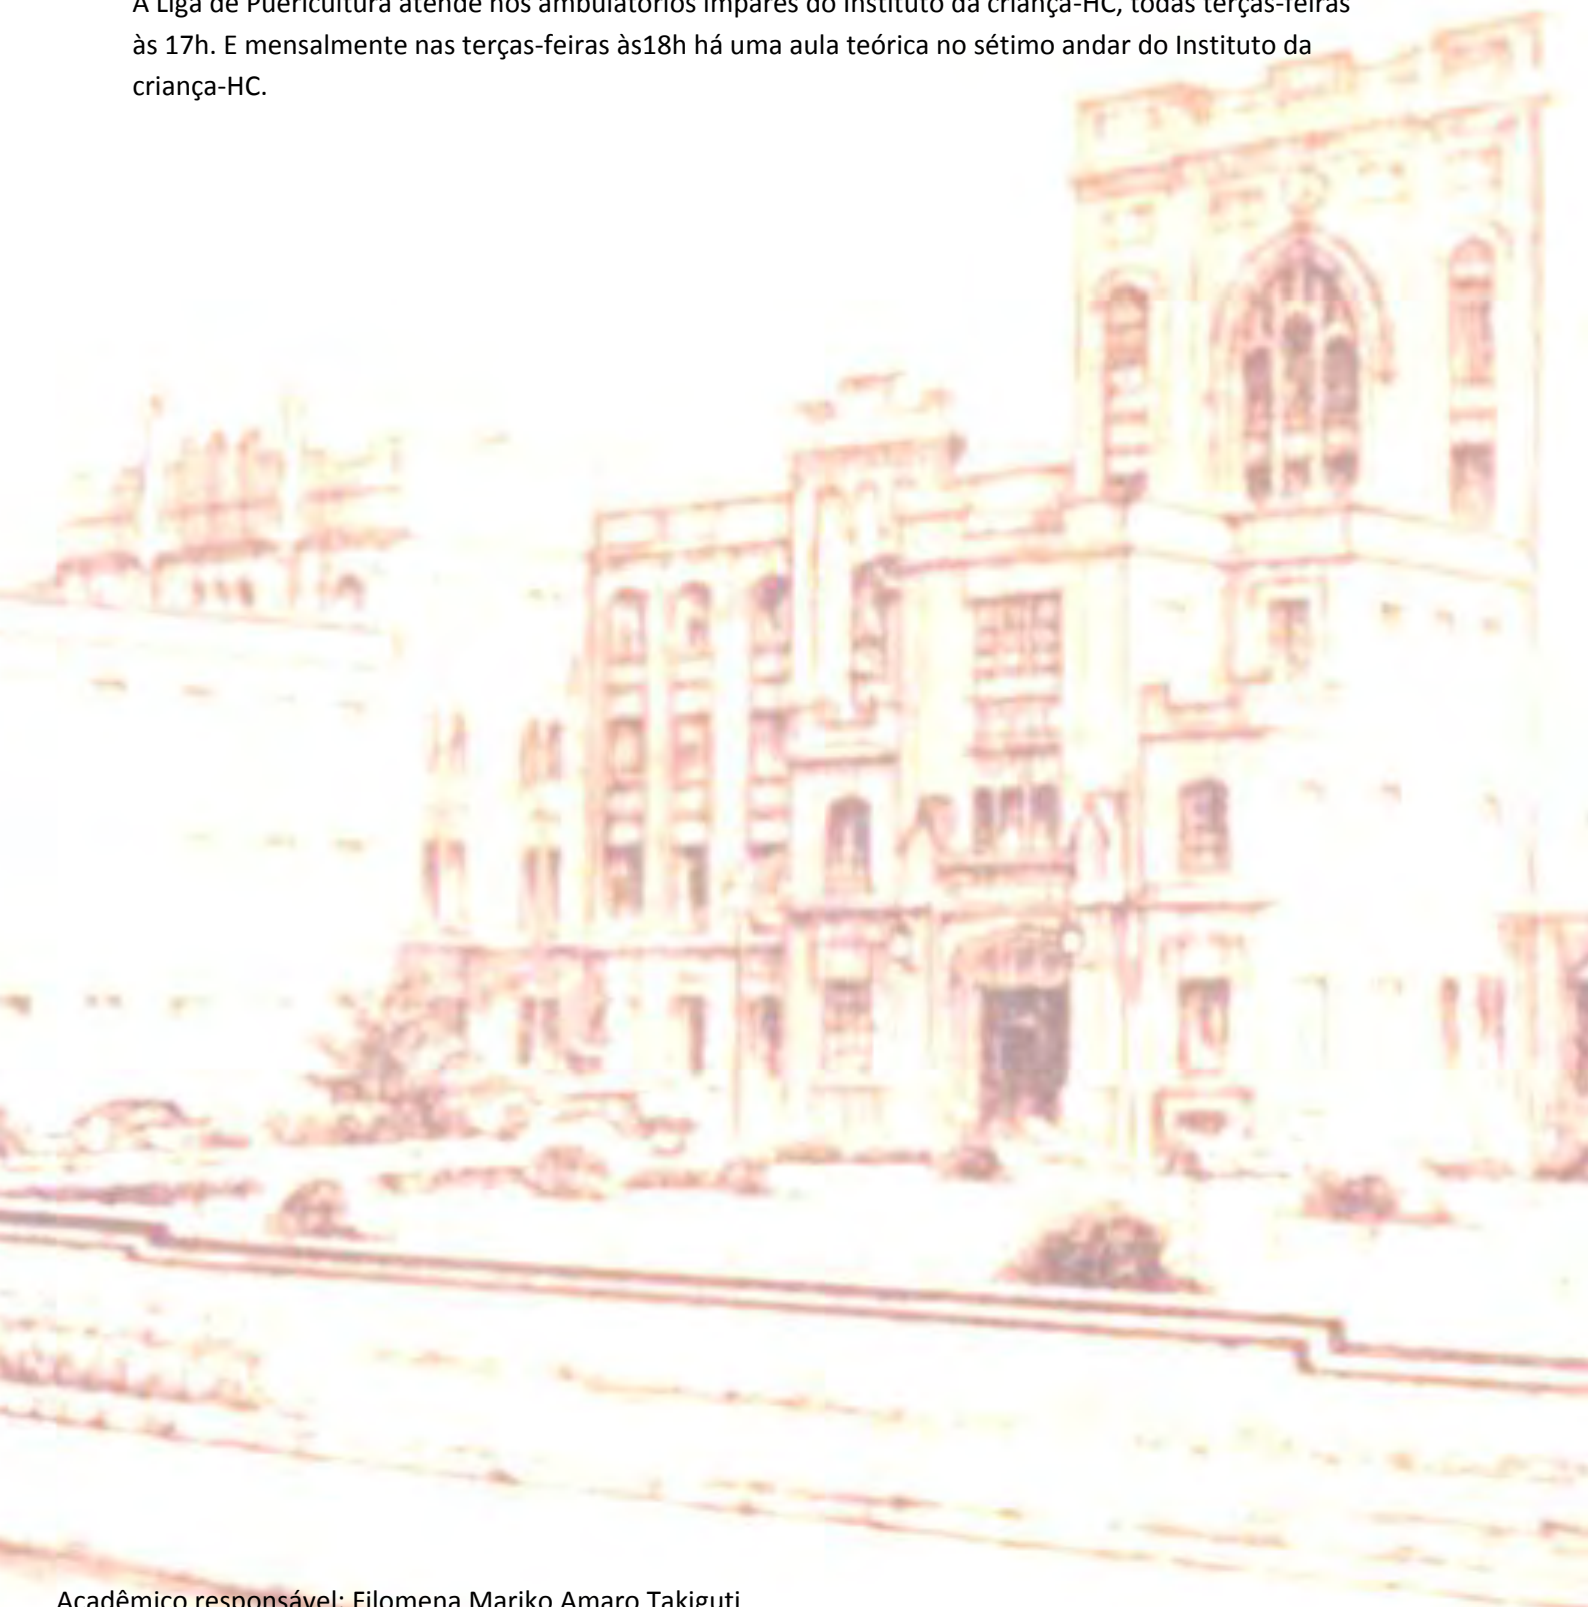 A Liga de Puericultura atende nos ambulatórios ímpares do Instituto da criança-HC, todas terças-feiras
às 17h. E mensalmente nas terças-feiras às18h há uma aula teórica no sétimo andar do Instituto da
criança-HC.
Acadêmico responsável: Filomena Mariko Amaro Takiguti